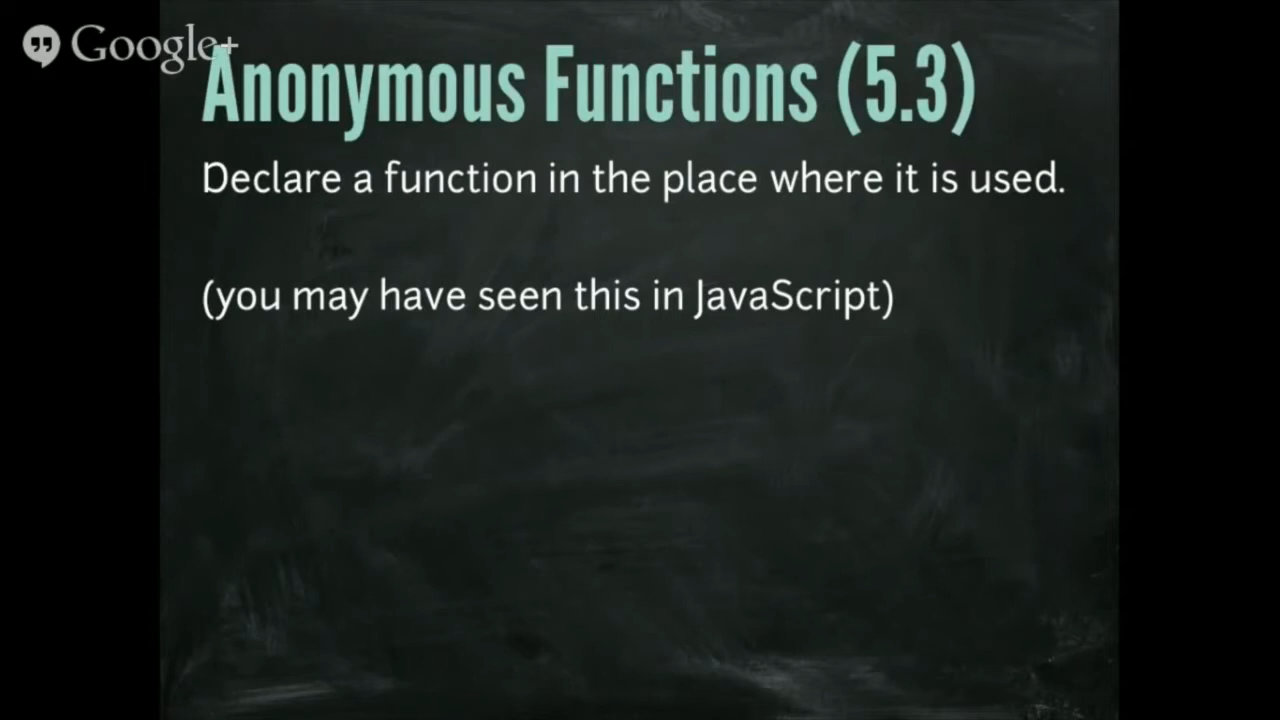 Google+
Anonymous Functions (5.3)
Declare a function in the place where it is used.
(you may have seen this in JavaScript)